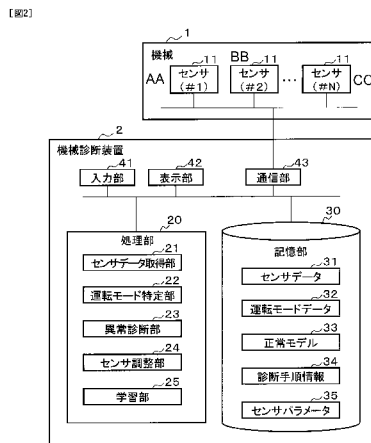 [図2]
1
機械
11
11
11
AA
センサ
(#1)
BB
センサ
(#2)
…
センサ
(#N)
CC
2
機械診断装置
41
42
43
入力部
表示部
通信部
20
30
処理部
記憶部
21
センサデータ取得部
22
運転モード特定部
23
異常診断部
24
センサ調整部
25
学習部
31
センサデータ
32
運転モードデータ
33
正常モデル
34
診断手順情報
35
センサパラメータ